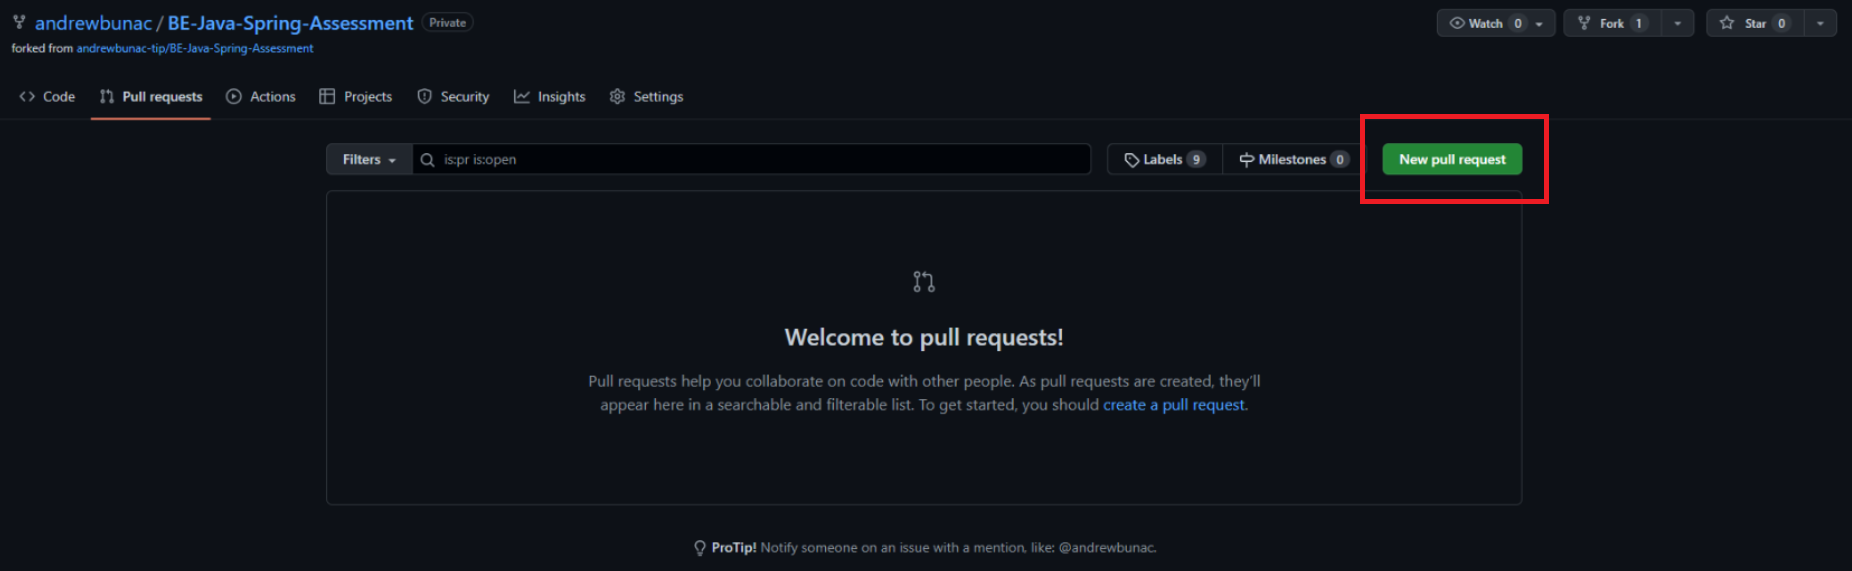 andrewbunac / BE-Java-Spring-Assessment Private Watch 0 Fork 1 Star 0
forked from andrewbunac-tip/BE-Java-Spring-Assessment
Code Pull requests Actions Projects Security Insights Settings
Filters is:pr is:open Labels 9 Milestones 0 New pull request
Welcome to pull requests!
Pull requests help you collaborate on code with other people. As pull requests are created, they'll
appear here in a searchable and filterable list. To get started, you should create a pull request.
ProTip! Notify someone on an issue with a mention, like: @andrewbunac.